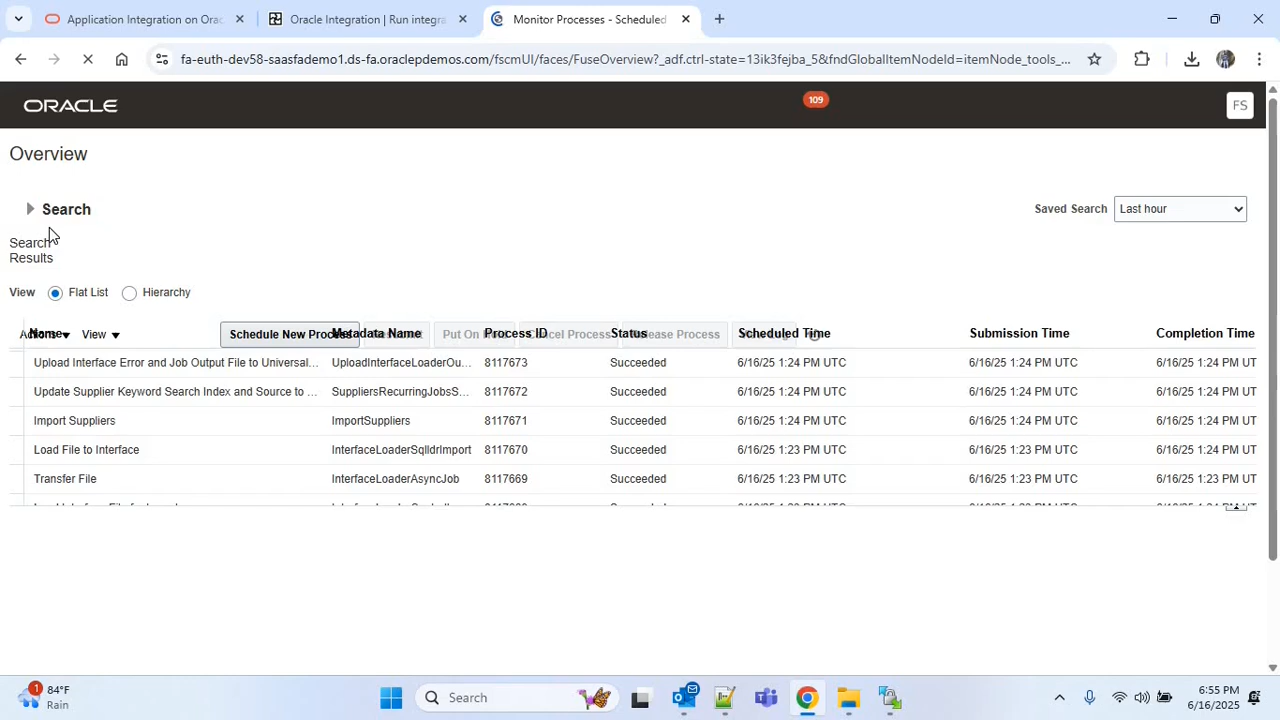 Application Integration on Orac
Oracle Integration | Run integra
Monitor Processes - Scheduled
fa-euth-dev58-saasfademo1.ds-fa.oraclepdemos.com/fscmUI/faces/FuseOverview?_adf.ctrl-state=13ik3fejba_5&fndGlobalItemNodeId=itemNode_tools_...
ORACLE
109
FS
Overview
Search
Saved Search Last hour
Search
Results
View Flat List Hierarchy
Name View Schedule New Process Metadata Name Put On Process ID Cancel Process Status Release Process Scheduled Time Submission Time Completion Time
Upload Interface Error and Job Output File to Universal... UploadInterfaceLoaderOu... 8117673 Succeeded 6/16/25 1:24 PM UTC 6/16/25 1:24 PM UTC 6/16/25 1:24 PM UT
Update Supplier Keyword Search Index and Source to ... SuppliersRecurringJobsS... 8117672 Succeeded 6/16/25 1:24 PM UTC 6/16/25 1:24 PM UTC 6/16/25 1:24 PM UT
Import Suppliers ImportSuppliers 8117671 Succeeded 6/16/25 1:24 PM UTC 6/16/25 1:24 PM UTC 6/16/25 1:24 PM UT
Load File to Interface InterfaceLoaderSqlldrImport 8117670 Succeeded 6/16/25 1:23 PM UTC 6/16/25 1:23 PM UTC 6/16/25 1:24 PM UT
Transfer File InterfaceLoaderAsyncJob 8117669 Succeeded 6/16/25 1:23 PM UTC 6/16/25 1:23 PM UTC 6/16/25 1:23 PM UT
1
84°F
Rain
Search
6:55 PM
6/16/2025